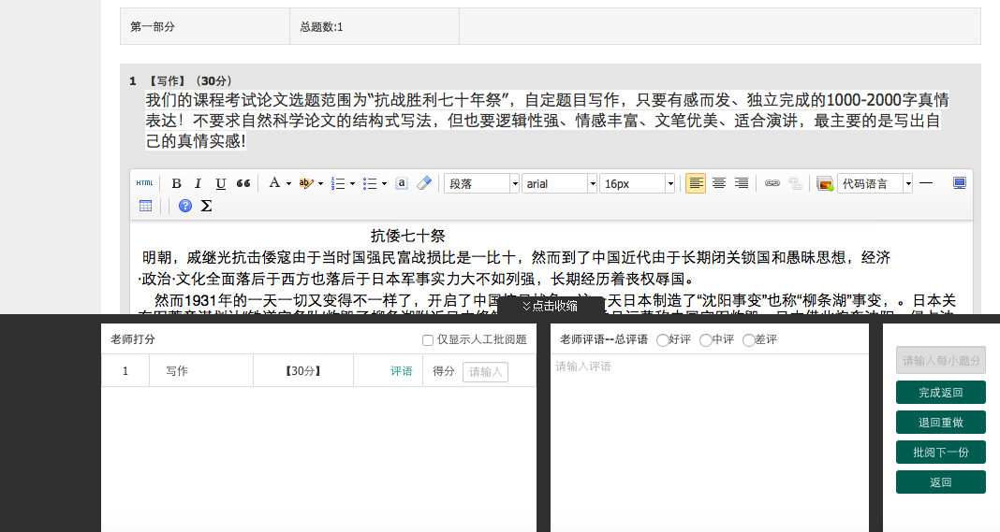 第一部分 总题数:1
1 【写作】（30分）
我们的课程考试论文选题范围为“抗战胜利七十年祭”，自定题目写作，只要有感而发、独立完成的1000-2000字真情
表达！不要求自然科学论文的结构式写法，但也要逻辑性强、情感丰富、文笔优美、适合演讲，最主要的是写出自
己的真情实感!
HTML B I U 段落 arial 16px 代码语言
抗倭七十祭
明朝，戚继光抗击倭寇由于当时国强民富战损比是一比十，然而到了中国近代由于长期闭关锁国和愚昧思想，经济
·政治·文化全面落后于西方也落后于日本军事实力大不如列强，长期经历着丧权辱国。
然而1931年的一天一切又变得不一样了，开启了中国 一天日本制造了“沈阳事变”也称“柳条湖”事变，。日本关
点击收缩
老师打分 仅显示人工批阅题
1 写作 【30分】 评语 得分 请输入
老师评语--总评语 好评 中评 差评
请输入评语
请输入每小题分
完成返回
退回重做
批阅下一份
返回